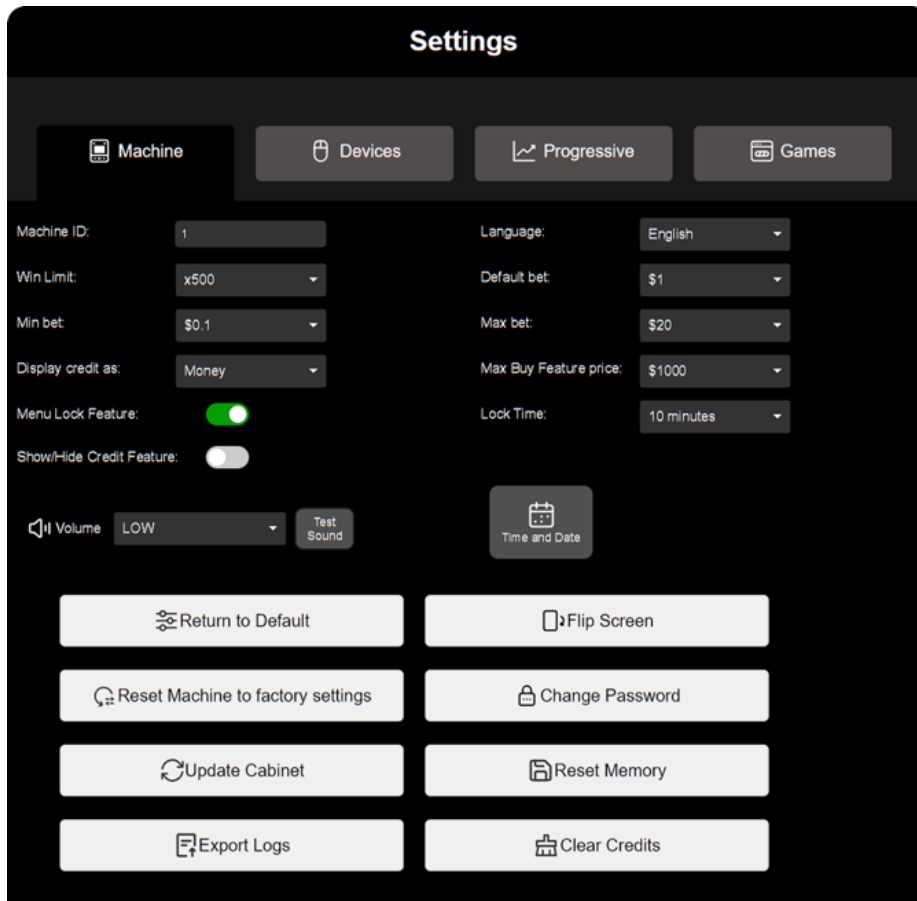 Settings
Machine
Devices
Progressive
Games
Machine ID: 1
Language: English
Win Limit: x500
Default bet: $1
Min bet: $0.1
Max bet: $20
Display credit as: Money
Max Buy Feature price: $1000
Menu Lock Feature:
Lock Time: 10 minutes
Show/Hide Credit Feature:
Volume LOW
Test
Sound
Time and Date
Return to Default
Flip Screen
Reset Machine to factory settings
Change Password
Update Cabinet
Reset Memory
Export Logs
Clear Credits